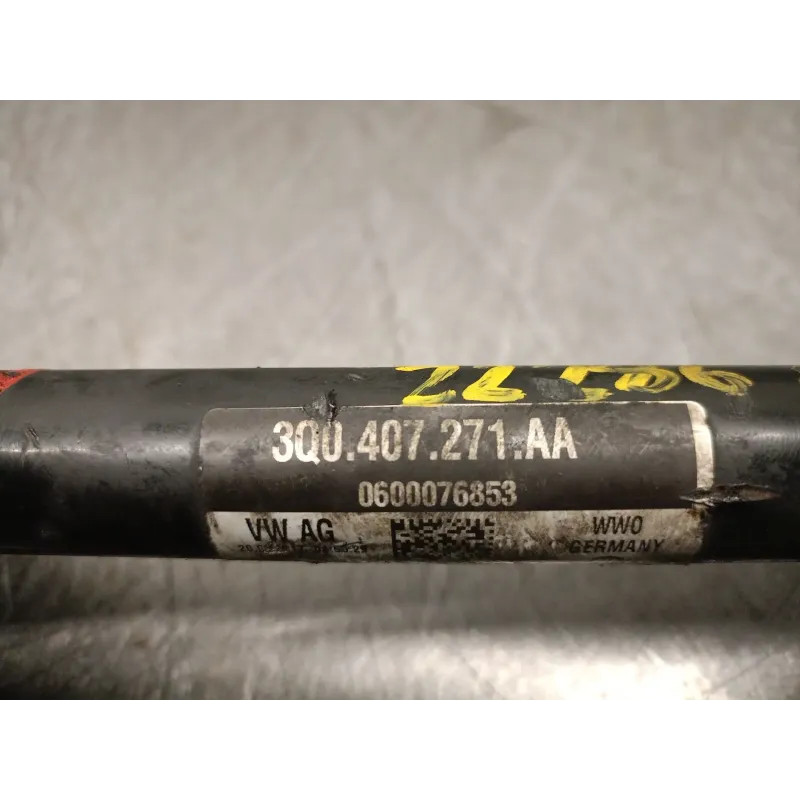 3Q0.407.271.AA
0600076853
VW AG
WWO
GERMANY